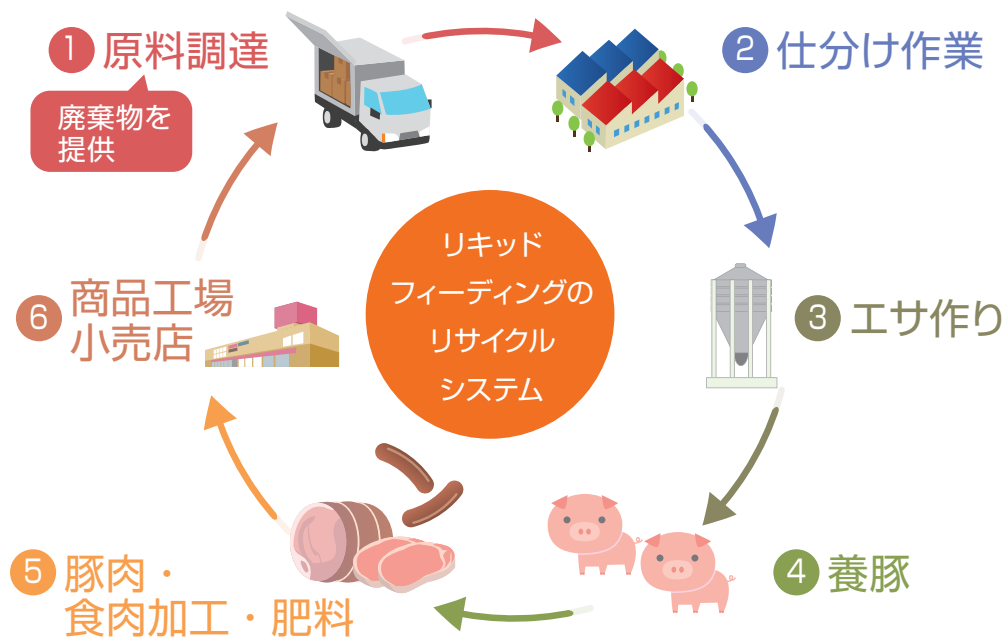 1 原料調達
廃棄物を
提供
2 仕分け作業
3 エサ作り
4 養豚
5 豚肉・
食肉加工・肥料
6 商品工場
小売店
リキッド
フィーディングの
リサイクル
システム